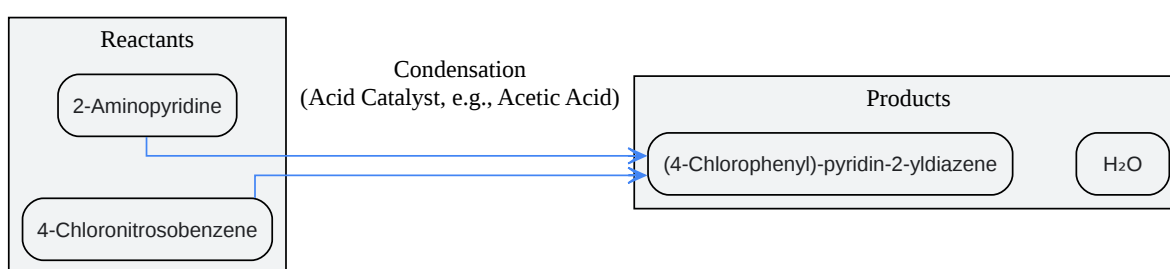 Reactants
2-Aminopyridine
4-Chloronitrosobenzene
Condensation
(Acid Catalyst, e.g., Acetic Acid)
Products
(4-Chlorophenyl)-pyridin-2-yldiazene
H₂O